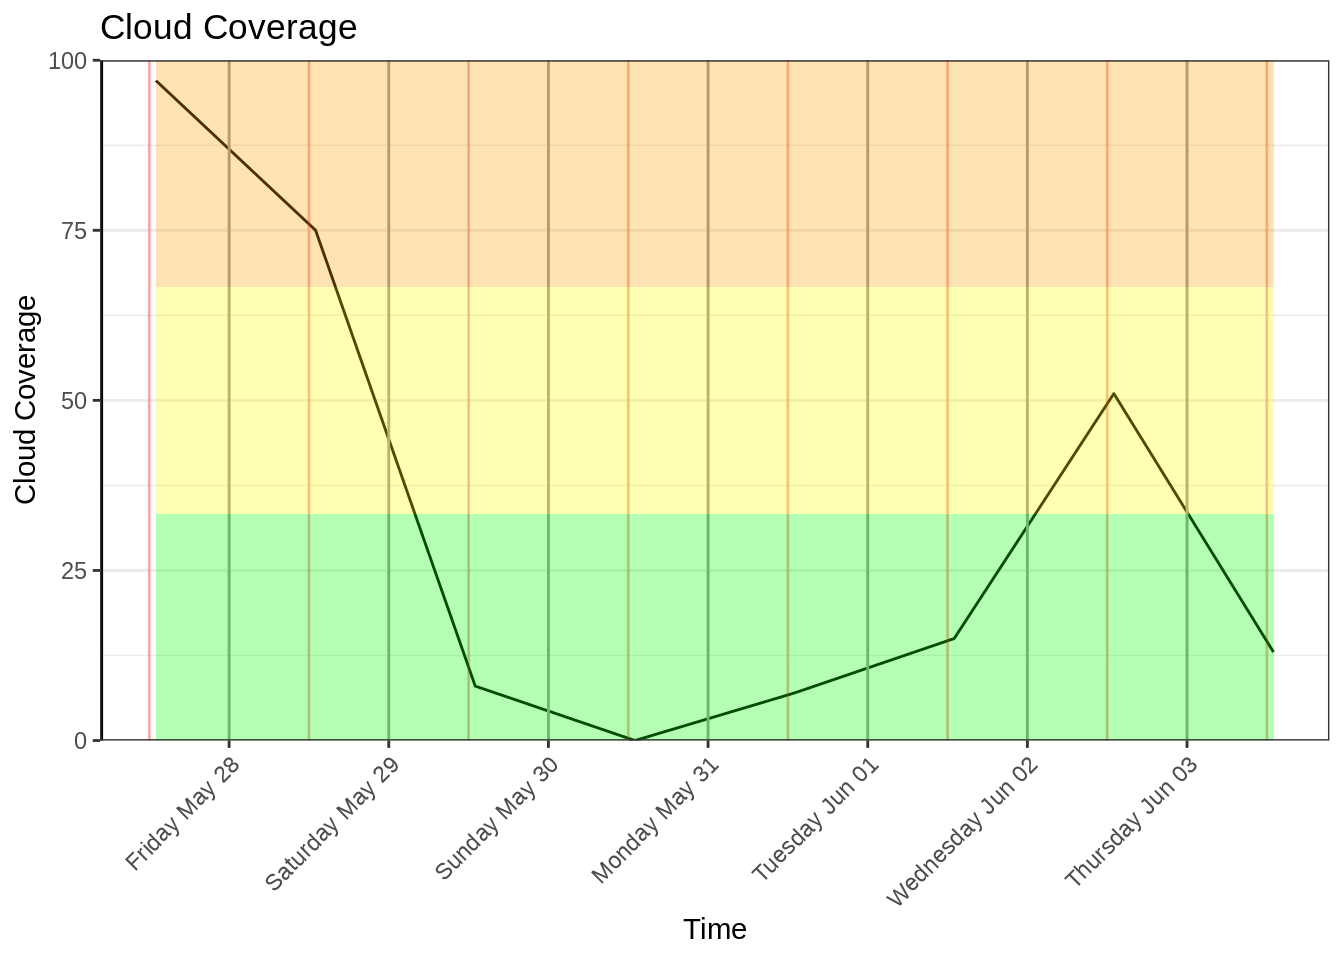 Cloud Coverage
100
75
50
25
0
Cloud Coverage
Friday May 28
Saturday May 29
Sunday May 30
Monday May 31
Tuesday Jun 01
Wednesday Jun 02
Thursday Jun 03
Time